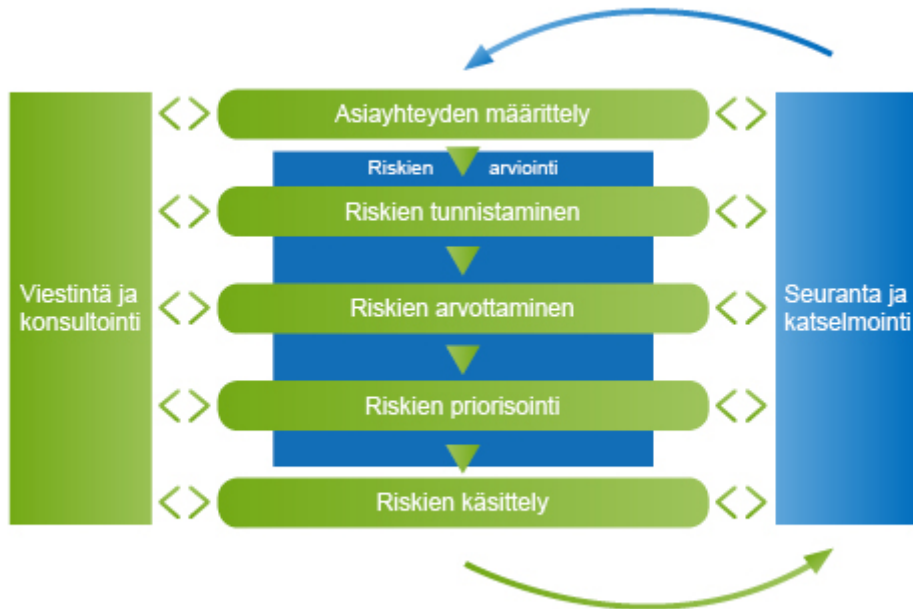 Asiayhteyden määrittely
Riskien arviointi
Riskien tunnistaminen
Viestintä ja
konsultointi
Riskien arvottaminen
Seuranta ja
katselmointi
Riskien priorisointi
Riskien käsittely